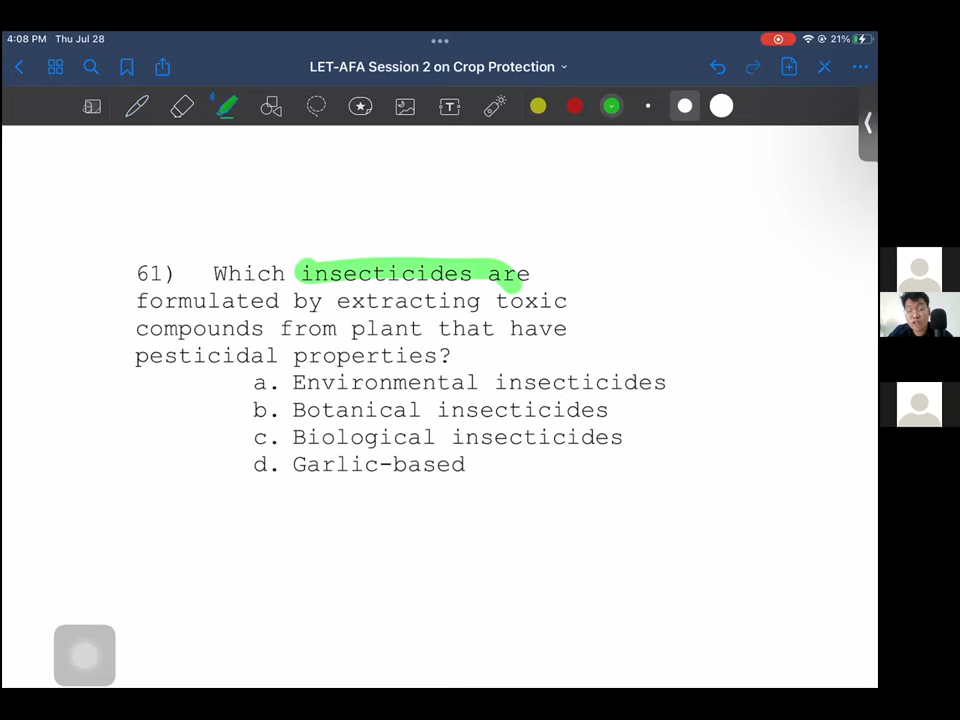 4:08 PM Thu Jul 28
21%
LET-AFA Session 2 on Crop Protection
61) Which insecticides are
formulated by extracting toxic
compounds from plant that have
pesticidal properties?
a. Environmental insecticides
b. Botanical insecticides
c. Biological insecticides
d. Garlic-based